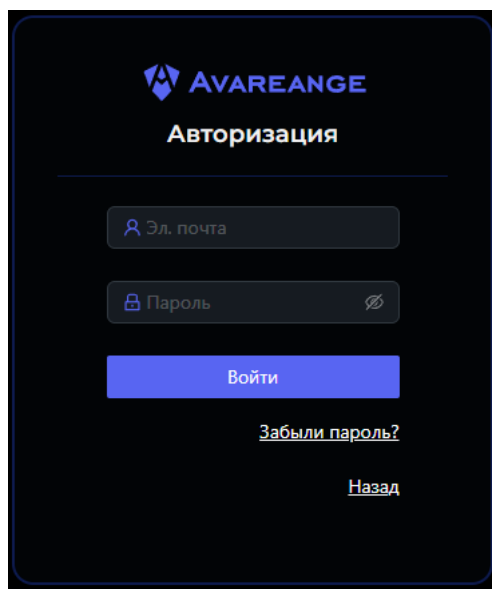 AVAREANGE
Авторизация
Эл. почта
Пароль
Войти
Забыли пароль?
Назад